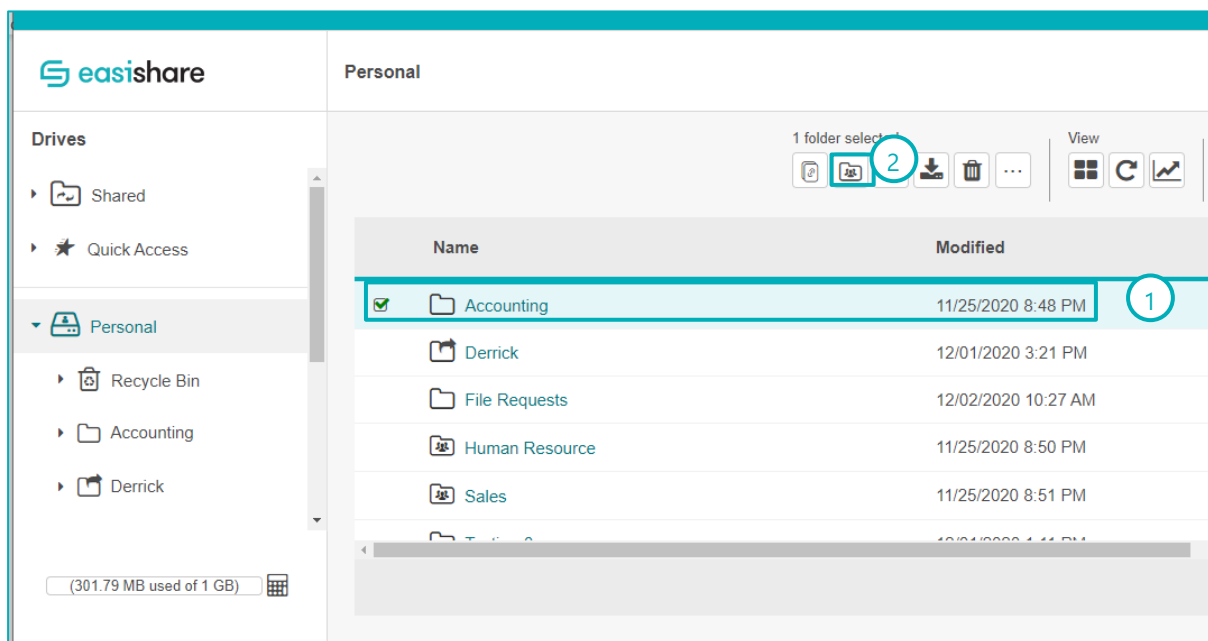 easishare
Personal
Drives
Shared
Quick Access
Personal
Recycle Bin
Accounting
Derrick
(301.79 MB used of 1 GB)
1 folder selected
2
View
Name Modified
Accounting 11/25/2020 8:48 PM 1
Derrick 12/01/2020 3:21 PM
File Requests 12/02/2020 10:27 AM
Human Resource 11/25/2020 8:50 PM
Sales 11/25/2020 8:51 PM